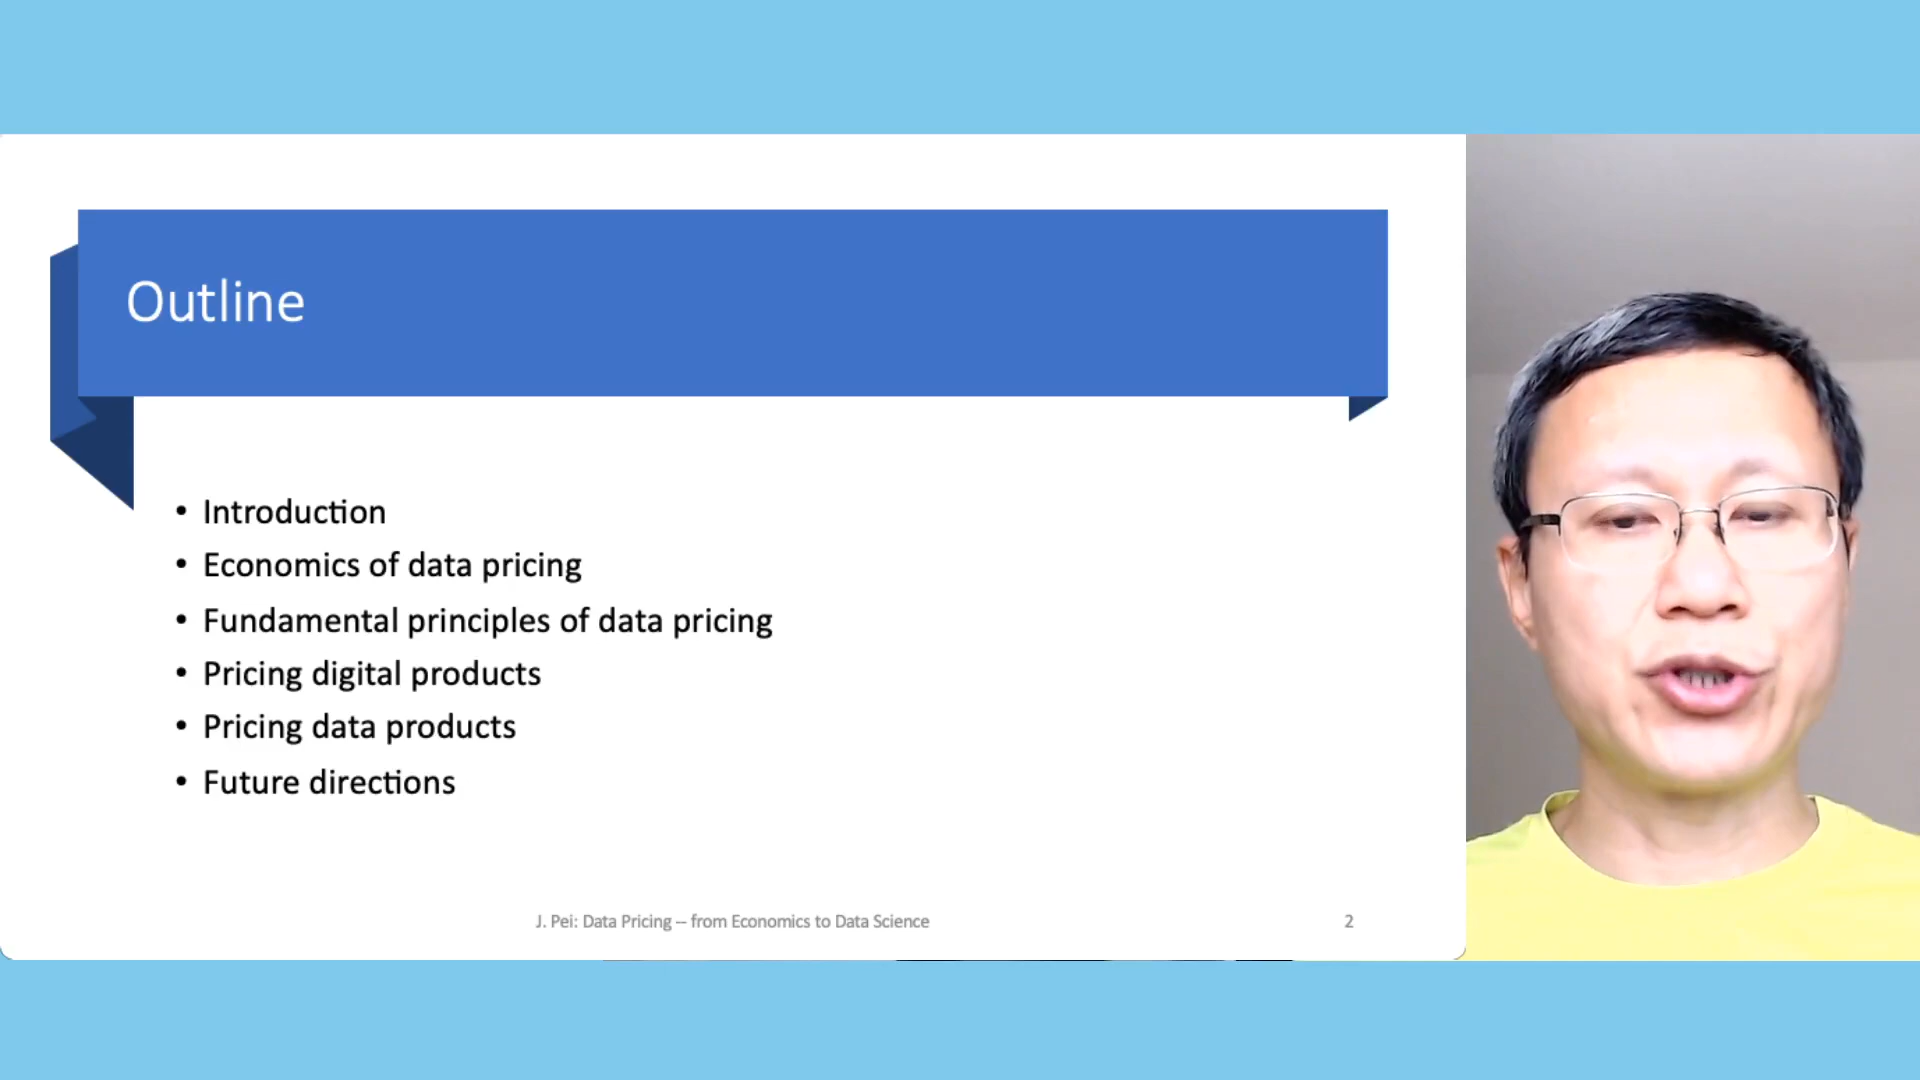 Outline
• Introduction
• Economics of data pricing
• Fundamental principles of data pricing
• Pricing digital products
• Pricing data products
• Future directions
J. Pei: Data Pricing -- from Economics to Data Science
2